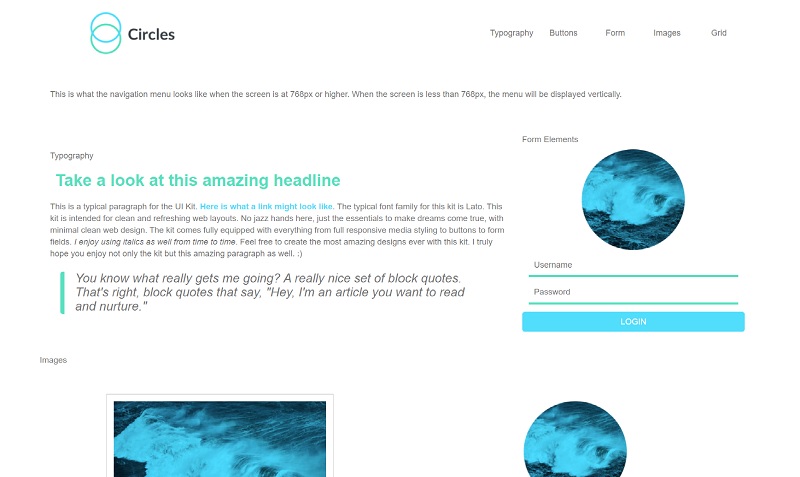 Circles
Typography Buttons Form Images Grid
This is what the navigation menu looks like when the screen is at 768px or higher. When the screen is less than 768px, the menu will be displayed vertically.
Typography
Take a look at this amazing headline
This is a typical paragraph for the UI Kit. Here is what a link might look like. The typical font family for this kit is Lato. This
kit is intended for clean and refreshing web layouts. No jazz hands here, just the essentials to make dreams come true, with
minimal clean web design. The kit comes fully equipped with everything from full responsive media styling to buttons to form
fields. I enjoy using italics as well from time to time. Feel free to create the most amazing designs ever with this kit. I truly
hope you enjoy not only the kit but this amazing paragraph as well. :)
You know what really gets me going? A really nice set of block quotes.
That's right, block quotes that say, "Hey, I'm an article you want to read
and nurture."
Form Elements
Username
Password
LOGIN
Images